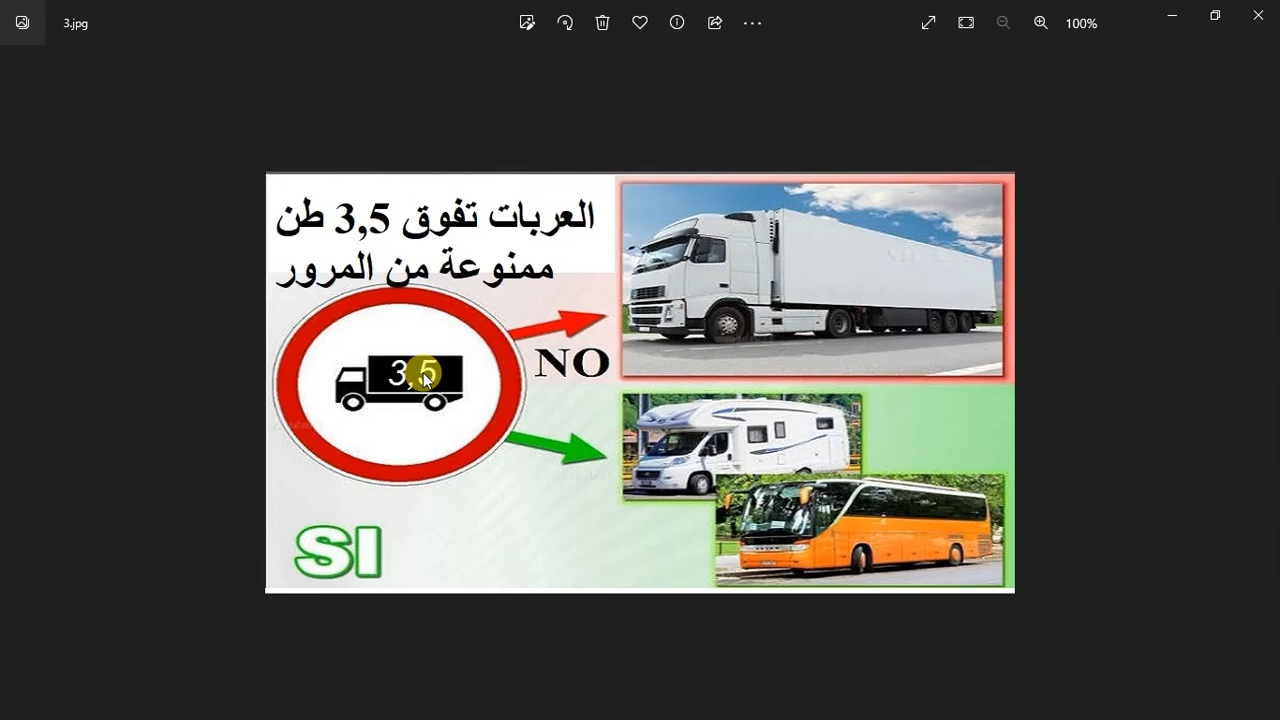 3.jpg
100%
العربات تفوق 3,5 طن
ممنوعة من المرور
3,5
NO
SI